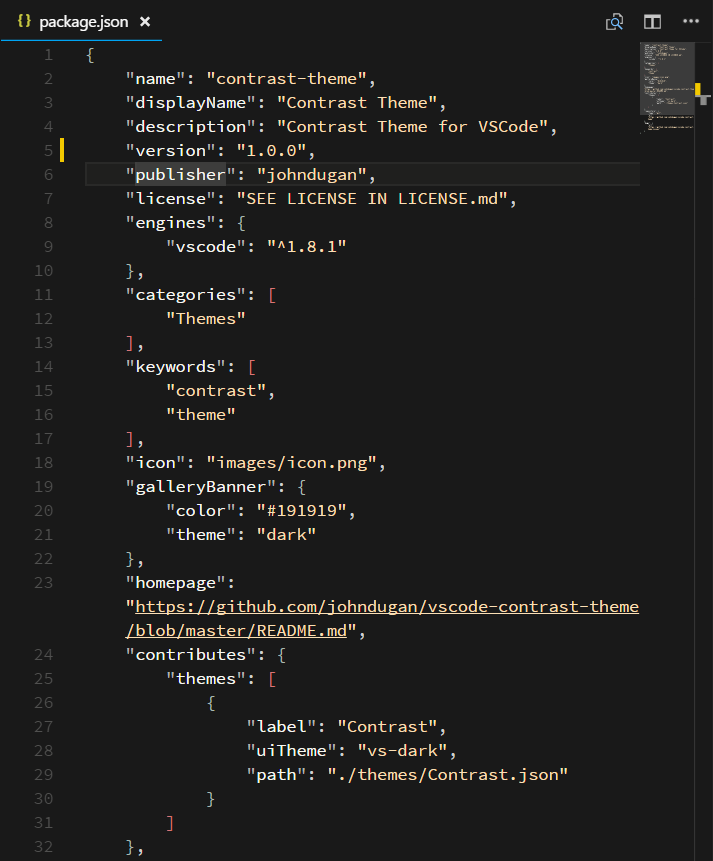 {} package.json ×
1 {
2 "name": "contrast-theme",
3 "displayName": "Contrast Theme",
4 "description": "Contrast Theme for VSCode",
5 "version": "1.0.0",
6 "publisher": "johndugan",
7 "license": "SEE LICENSE IN LICENSE.md",
8 "engines": {
9 "vscode": "^1.8.1"
10 },
11 "categories": [
12 "Themes"
13 ],
14 "keywords": [
15 "contrast",
16 "theme"
17 ],
18 "icon": "images/icon.png",
19 "galleryBanner": {
20 "color": "#191919",
21 "theme": "dark"
22 },
23 "homepage":
"https://github.com/johndugan/vscode-contrast-theme
/blob/master/README.md",
24 "contributes": {
25 "themes": [
26 {
27 "label": "Contrast",
28 "uiTheme": "vs-dark",
29 "path": "./themes/Contrast.json"
30 }
31 ]
32 },